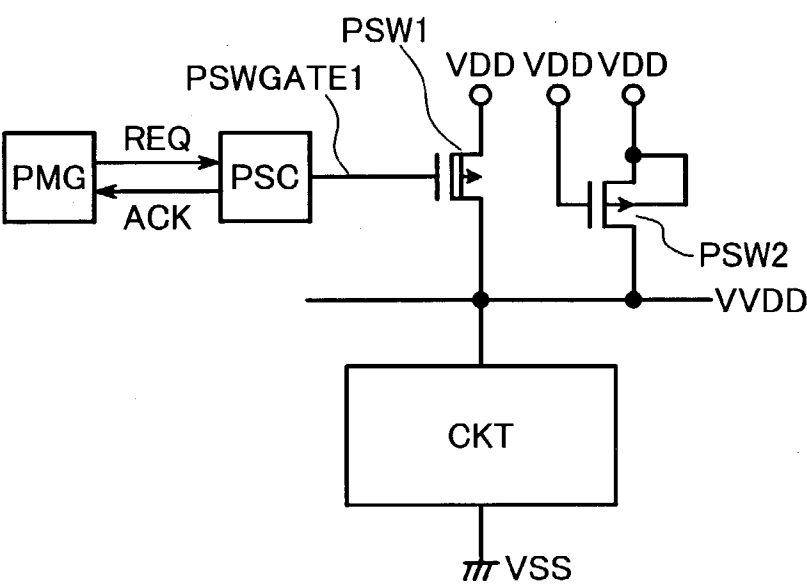 PSW1
VDD VDD VDD
PSWGATE1
PMG
REQ
ACK
PSC
PSW2
VVDD
CKT
VSS